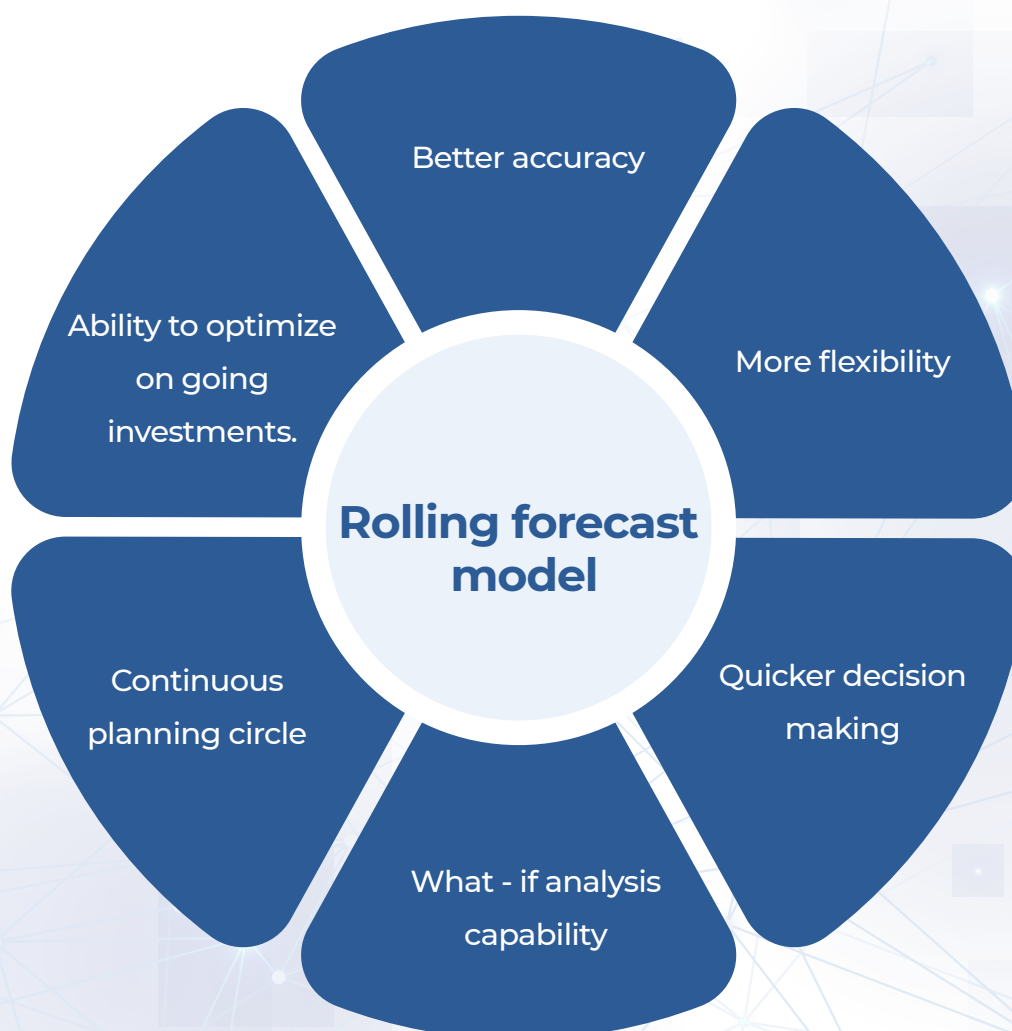 Better accuracy
More flexibility
Quicker decision
making
What - if analysis
capability
Continuous
planning circle
Ability to optimize
on going
investments.
Rolling forecast
model